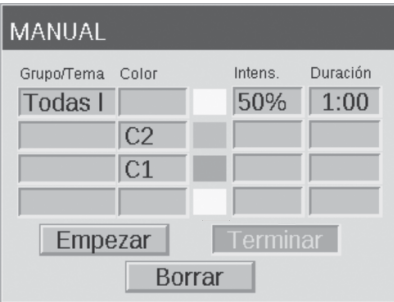 MANUAL
Grupo/Tema Color Intens. Duración
Todas l 50% 1:00
C2
C1
Empezar Terminar
Borrar